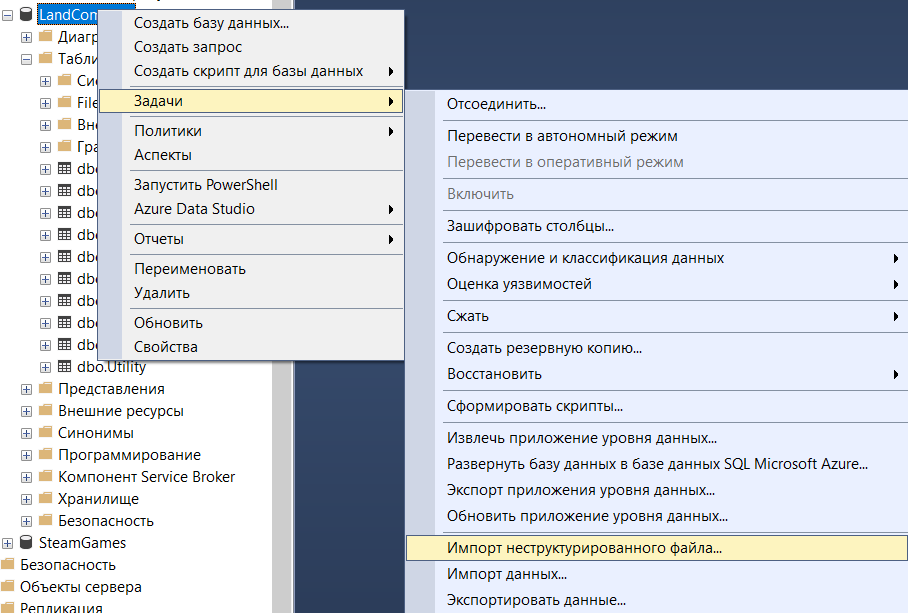 LandCom
Диагр
Табли
Сис
File
Вне
Гра
dbo
dbo
dbo
dbo
dbo
dbo
dbo
dbo
dbo
dbo.Utility
Представления
Внешние ресурсы
Синонимы
Программирование
Компонент Service Broker
Хранилище
Безопасность
SteamGames
Безопасность
Объекты сервера
Репликация
Создать базу данных...
Создать запрос
Создать скрипт для базы данных
Задачи
Политики
Аспекты
Запустить PowerShell
Azure Data Studio
Отчеты
Переименовать
Удалить
Обновить
Свойства
Отсоединить...
Перевести в автономный режим
Перевести в оперативный режим
Включить
Зашифровать столбцы...
Обнаружение и классификация данных
Оценка уязвимостей
Сжать
Создать резервную копию...
Восстановить
Сформировать скрипты...
Извлечь приложение уровня данных...
Развернуть базу данных в базе данных SQL Microsoft Azure...
Экспорт приложения уровня данных...
Обновить приложение уровня данных...
Импорт неструктурированного файла...
Импорт данных...
Экспортировать данные...